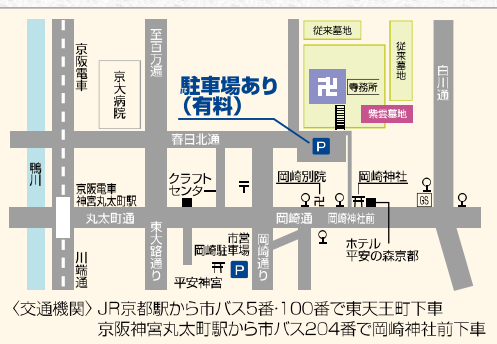 従来墓地
従来墓地
至百万遍
京阪電車
京大
病院
駐車場あり
（有料）
卍
寺務所
紫雲墓地
白川通
P
春日北通
鴨川
クラフト
センター
〒
岡崎別院
卍
岡崎神社
GS
京阪電車
神宮丸太町駅
丸太町通
岡崎通
岡崎神社前
川端通
東大路通り
市営
岡崎駐車場
P
岡崎通り
平安神宮
ホテル
平安の森京都
〈交通機関〉JR京都駅から市バス5番・100番で東天王町下車
京阪神宮丸太町駅から市バス204番で岡崎神社前下車